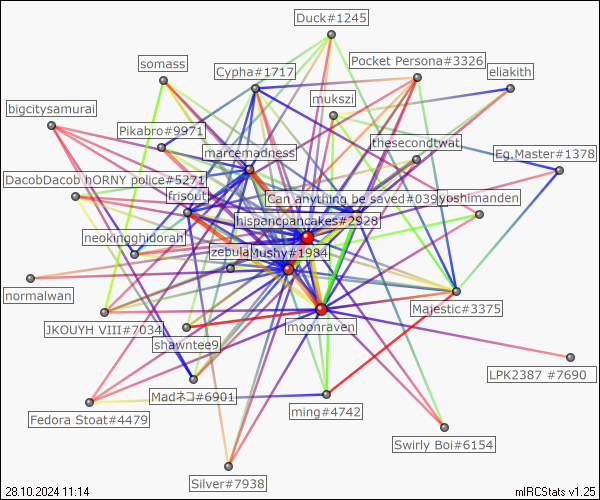 Duck#1245
somass
Pocket Persona#3326
Cypha#1717
eliakith
mukszi
bigcitysamurai
Pikabro#9971
thesecondtwat
marcemadness
Eg.Master#1378
DacobDacob hORNY police#5271
frisout
Can anything be saved#039
yoshimanden
hispanicpancakes#2928
neokingghidorah
zebula
Mushy#1984
normalwan
Majestic#3375
JKOUYH VIII#7034
moonraven
shawntee9
LPK2387 #7690
Madネコ#6901
ming#4742
Fedora Stoat#4479
Swirly Boi#6154
Silver#7938
28.10.2024 11:14
mIRCStats v1.25